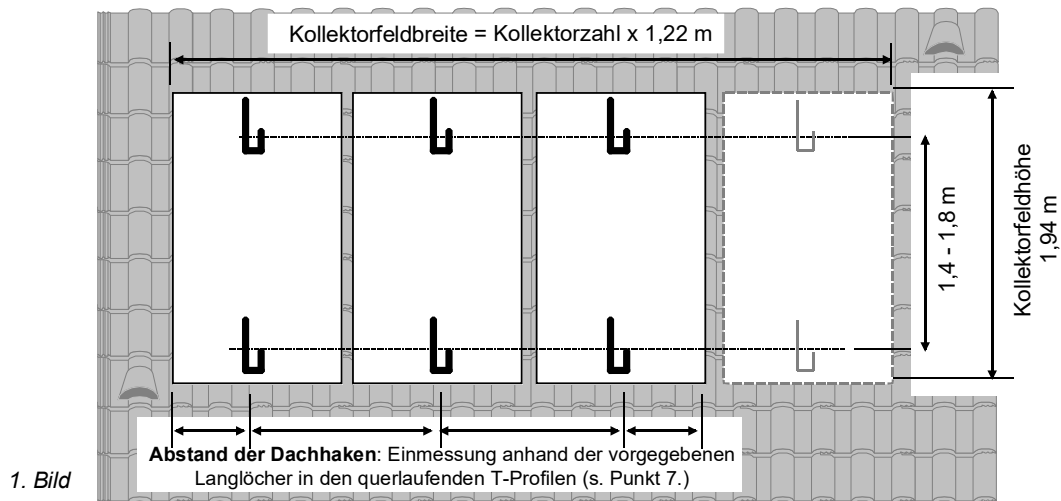 Kollektorfeldbreite = Kollektorzahl x 1,22 m
1,4 - 1,8 m
Kollektorfeldhöhe
1,94 m
Abstand der Dachhaken: Einmessung anhand der vorgegebenen
Langlöcher in den querlaufenden T-Profilen (s. Punkt 7.)
1. Bild